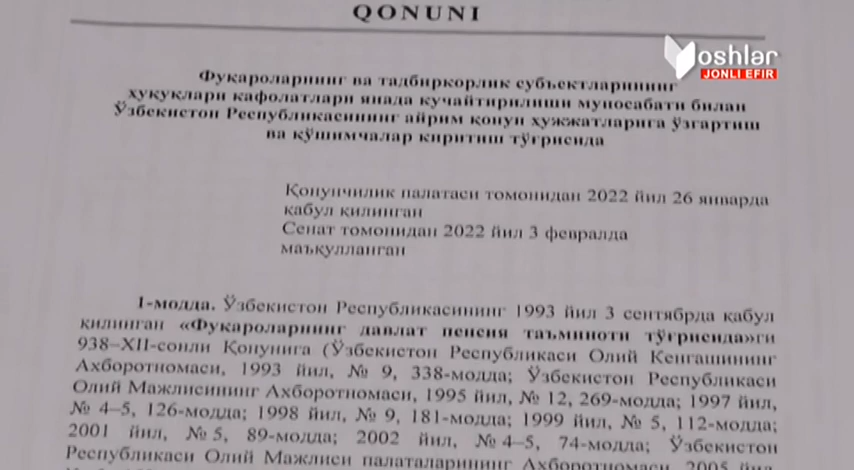 QONUNI
Yoshlar
JONLI EFIR
Фуқароларнинг ва тадбиркорлик субъектларининг
ҳуқуқлари кафолатлари янада кучайтирилиши муносабати билан
Ўзбекистон Республикасининг айрим қонун ҳужжатларига ўзгартиш
ва қўшимчалар киритиш тўғрисида
Қонунчилик палатаси томонидан 2022 йил 26 январда
қабул қилинган
Сенат томонидан 2022 йил 3 февралда
маъқулланган
1-модда. Ўзбекистон Республикасининг 1993 йил 3 сентябрда қабул
қилинган «Фуқароларнинг давлат пенсия таъминоти тўғрисида»ги
938–XII-сонли Қонунига (Ўзбекистон Республикаси Олий Кенгашининг
Ахборотномаси, 1993 йил, № 9, 338-модда; Ўзбекистон Республикаси
Олий Мажлисининг Ахборотномаси, 1995 йил, № 12, 269-модда; 1997 йил,
№ 4–5, 126-модда; 1998 йил, № 9, 181-модда; 1999 йил, № 5, 112-модда;
2001 йил, № 5, 89-модда; 2002 йил, № 4–5, 74-модда; Ўзбекистон
Республикаси Олий Мажлиси палаталарининг Ахборотномаси, 2005 йил